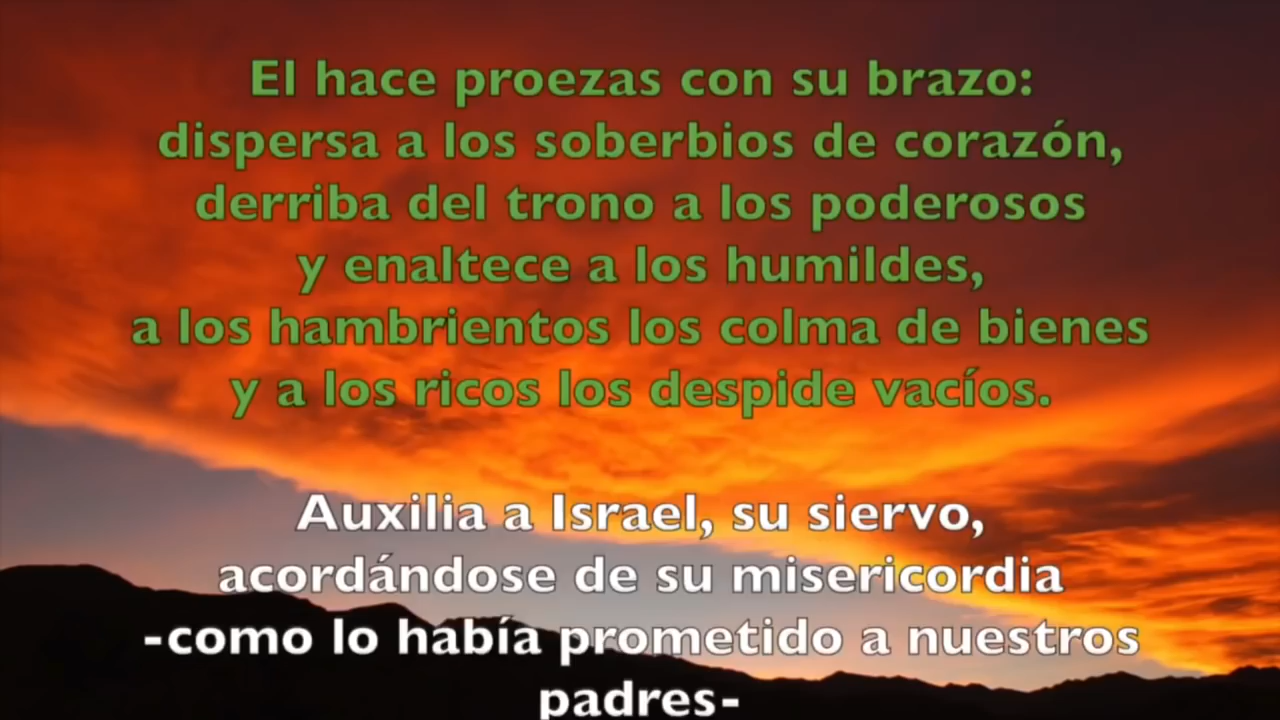 El hace proezas con su brazo:
dispersa a los soberbios de corazón,
derriba del trono a los poderosos
y enaltece a los humildes,
a los hambrientos los colma de bienes
y a los ricos los despide vacíos.
Auxilia a Israel, su siervo,
acordándose de su misericordia
-como lo había prometido a nuestros
padres-